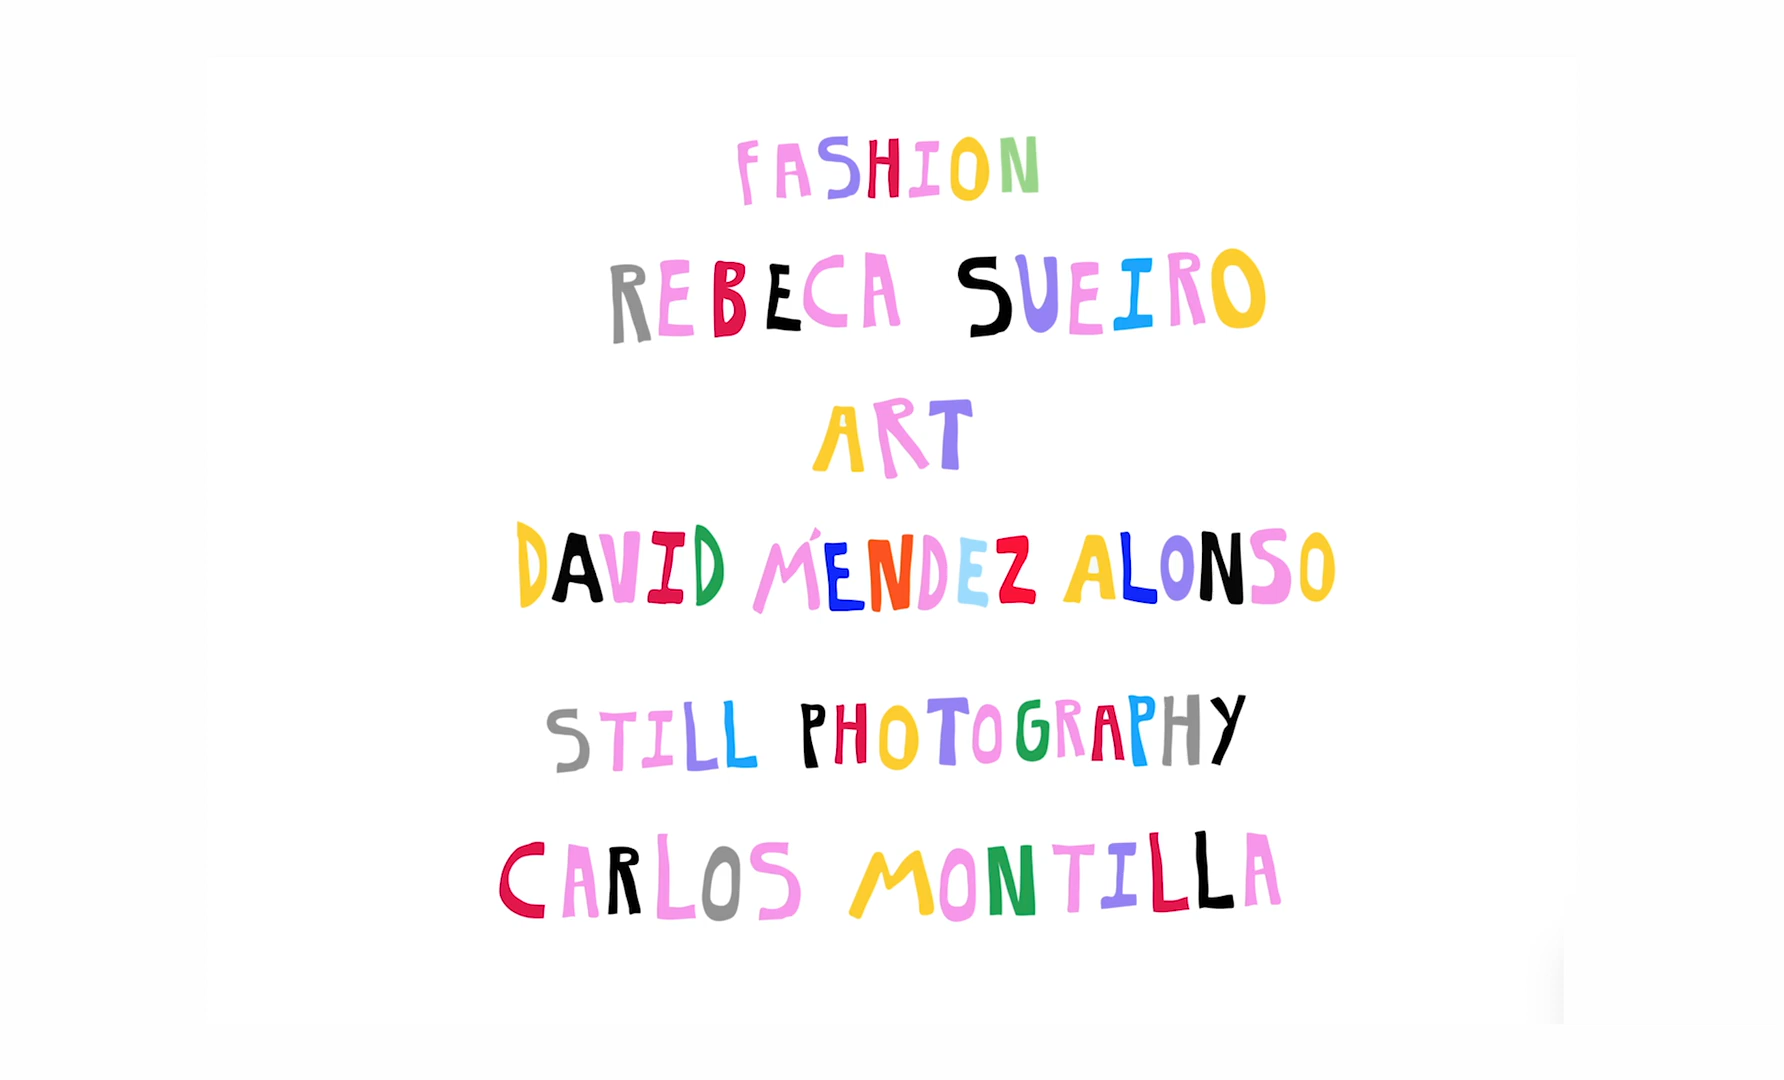 FASHION
REBECA SUEIRO
ART
DAVID MÉNDEZ ALONSO
STILL PHOTOGRAPHY
CARLOS MONTILLA